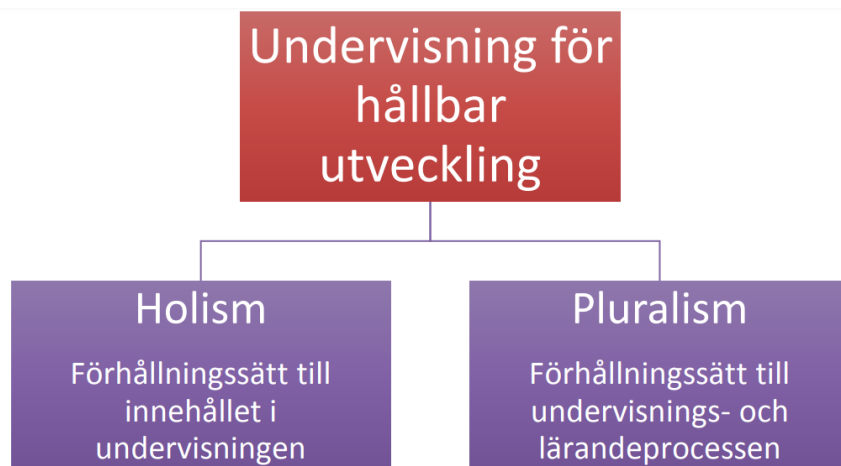 Undervisning för
hållbar
utveckling
Holism
Förhållningssätt till
innehållet i
undervisningen
Pluralism
Förhållningssätt till
undervisnings- och
lärandeprocessen